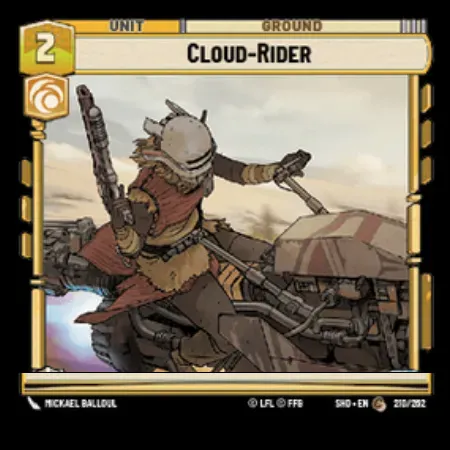 UNIT GROUND
2
CLOUD-RIDER
MICKAEL BALLOUL Ⓒ LFL Ⓒ FFG SHD • EN 210/262